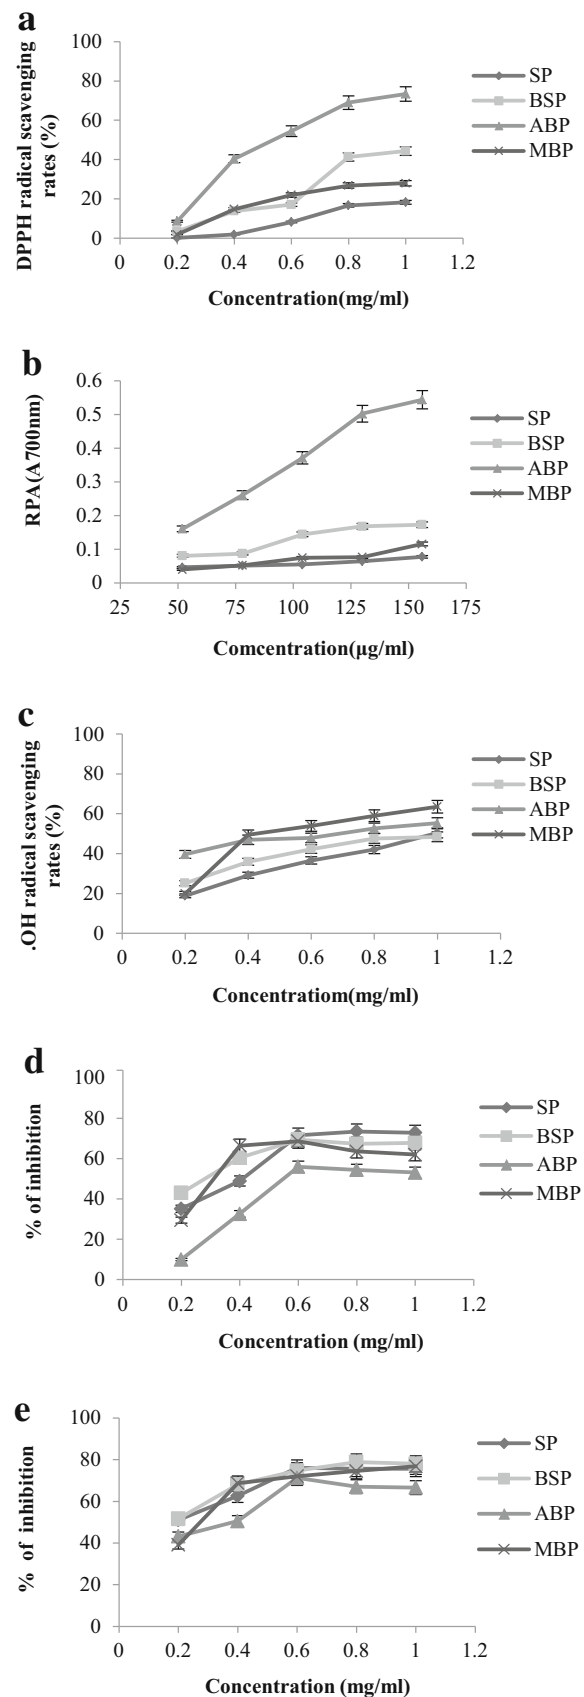 a
DPPH radical scavenging
rates (%)
100
80
60
40
20
0
0 0.2 0.4 0.6 0.8 1 1.2
Concentration(mg/ml)
SP
BSP
ABP
MBP
b
RPA(A700nm)
0.6
0.5
0.4
0.3
0.2
0.1
0
25 50 75 100 125 150 175
Comcentration(µg/ml)
SP
BSP
ABP
MBP
c
.OH radical scavenging
rates (%)
100
80
60
40
20
0
0 0.2 0.4 0.6 0.8 1 1.2
Concentratiom(mg/ml)
SP
BSP
ABP
MBP
d
% of inhibition
100
80
60
40
20
0
0 0.2 0.4 0.6 0.8 1 1.2
Concentration (mg/ml)
SP
BSP
ABP
MBP
e
% of inhibition
100
80
60
40
20
0
0 0.2 0.4 0.6 0.8 1 1.2
Concentration (mg/ml)
SP
BSP
ABP
MBP